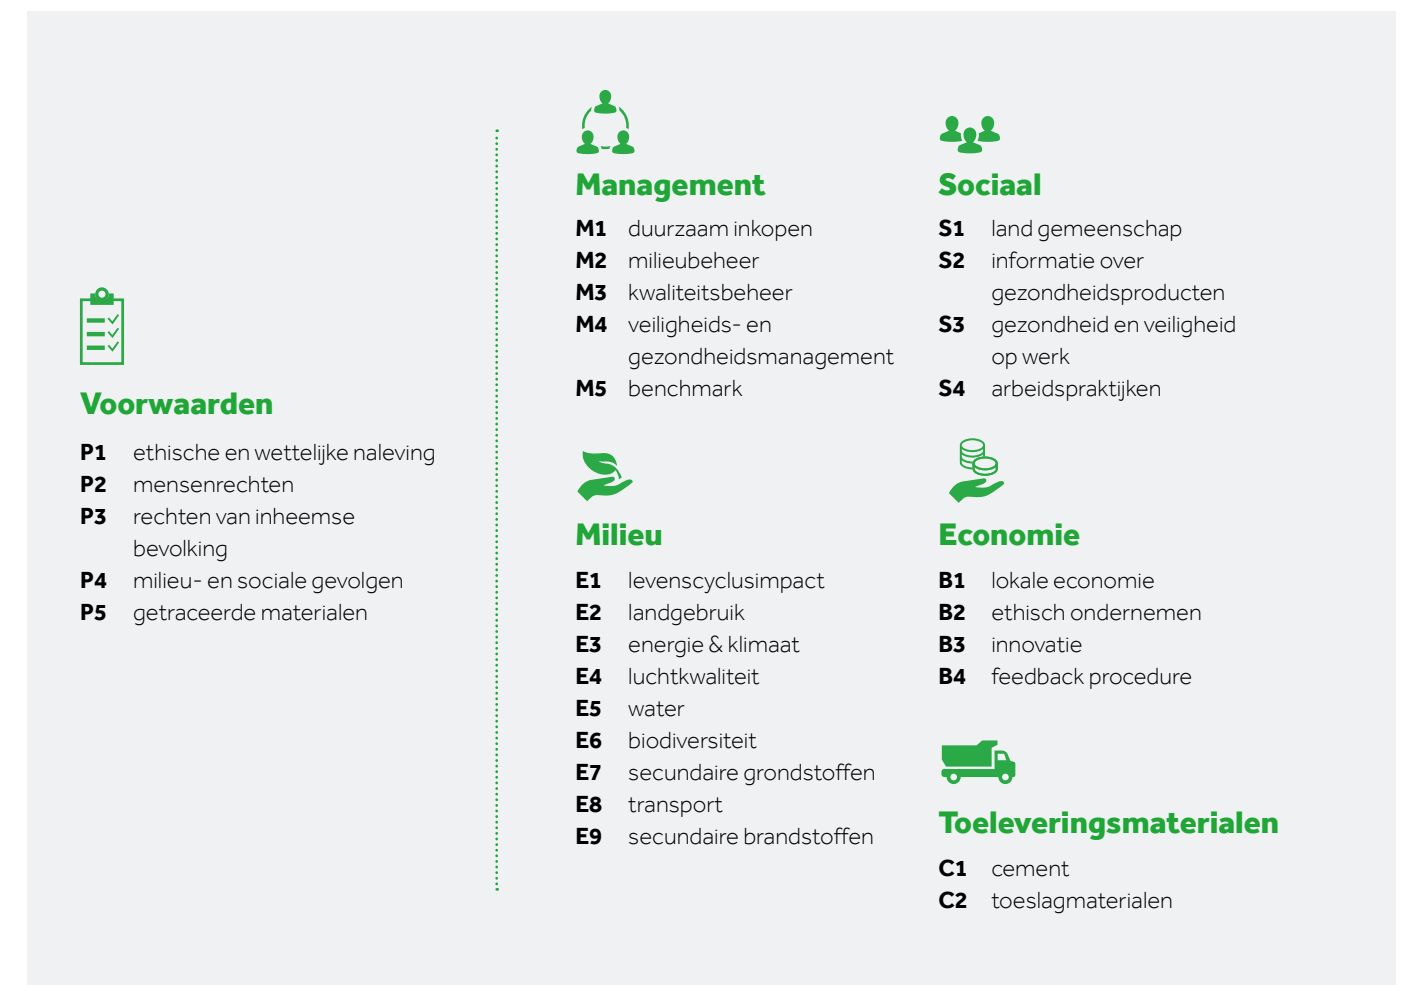 Voorwaarden
P1 ethische en wettelijke naleving
P2 mensenrechten
P3 rechten van inheemse
bevolking
P4 milieu- en sociale gevolgen
P5 getraceerde materialen
Management
M1 duurzaam inkopen
M2 milieubeheer
M3 kwaliteitsbeheer
M4 veiligheids- en
gezondheidsmanagement
M5 benchmark
Sociaal
S1 land gemeenschap
S2 informatie over
gezondheidsproducten
S3 gezondheid en veiligheid
op werk
S4 arbeidspraktijken
Milieu
E1 levenscyclusimpact
E2 landgebruik
E3 energie & klimaat
E4 luchtkwaliteit
E5 water
E6 biodiversiteit
E7 secundaire grondstoffen
E8 transport
E9 secundaire brandstoffen
Economie
B1 lokale economie
B2 ethisch ondernemen
B3 innovatie
B4 feedback procedure
Toeleveringsmaterialen
C1 cement
C2 toeslagmaterialen